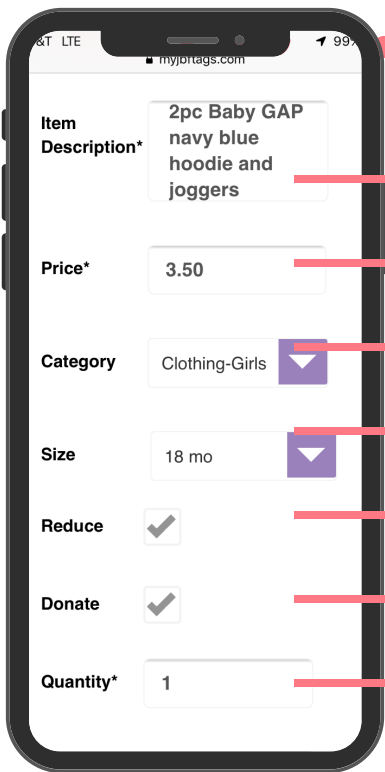 &T LTE 99%
myjbftags.com
Item
Description*
2pc Baby GAP
navy blue
hoodie and
joggers
Price* 3.50
Category Clothing-Girls
Size 18 mo
Reduce
Donate
Quantity* 1